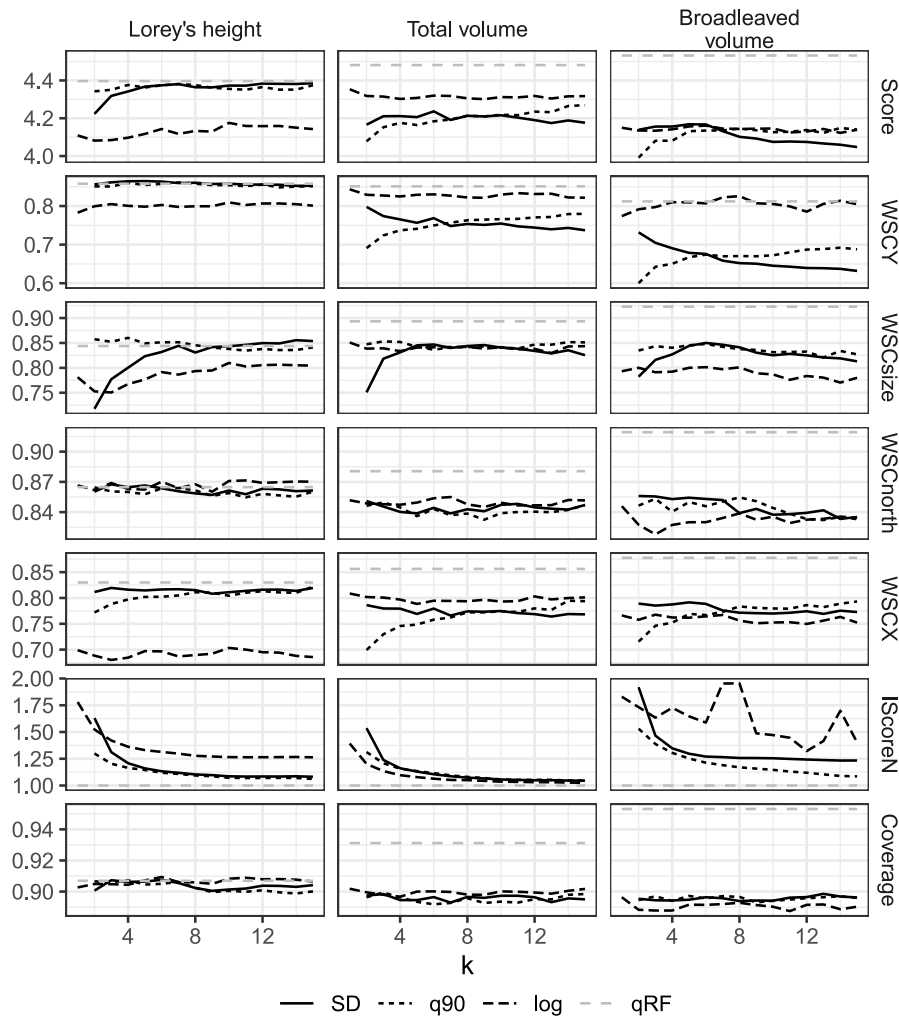 Lorey's height Total volume Broadleaved
volume
4.4
4.2
4.0
Score
0.8
0.7
0.6
WSCY
0.90
0.85
0.80
0.75
WSCsize
0.90
0.87
0.84
WSCnorth
0.85
0.80
0.75
0.70
WSCX
2.00
1.75
1.50
1.25
1.00
IScoreN
0.94
0.92
0.90
Coverage
4 8 12 4 8 12 4 8 12
k
SD q90 log qRF